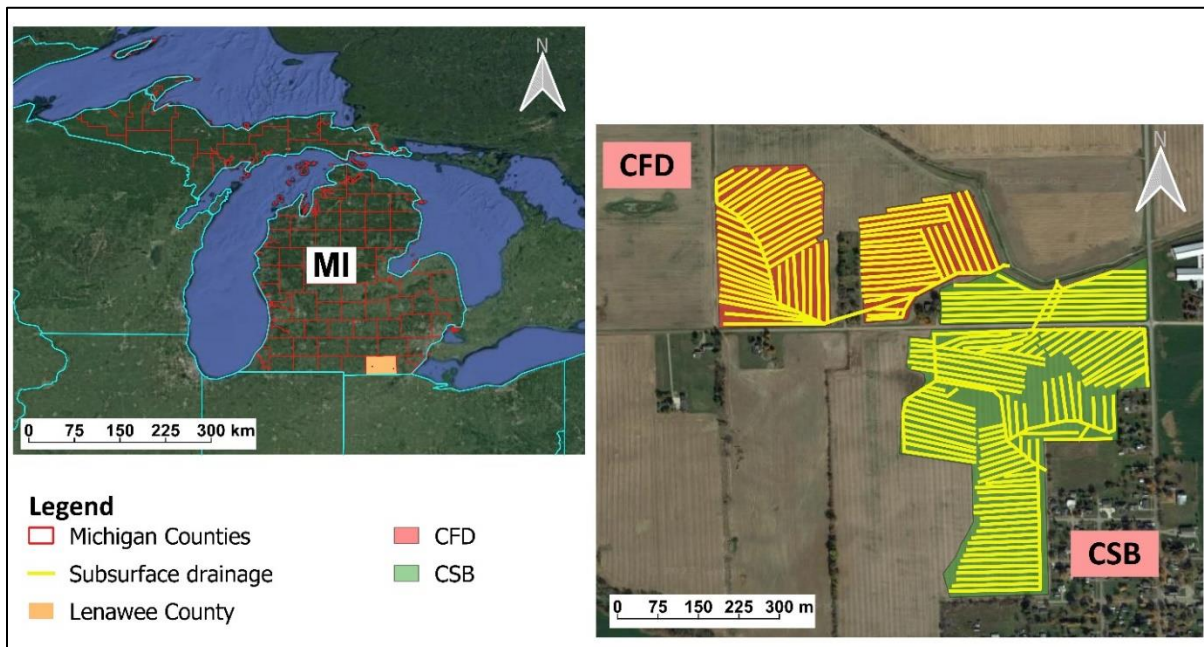 N
MI
0 75 150 225 300 km
Legend
Michigan Counties
Subsurface drainage
Lenawee County
CFD
CSB
N
CFD
CSB
0 75 150 225 300 m